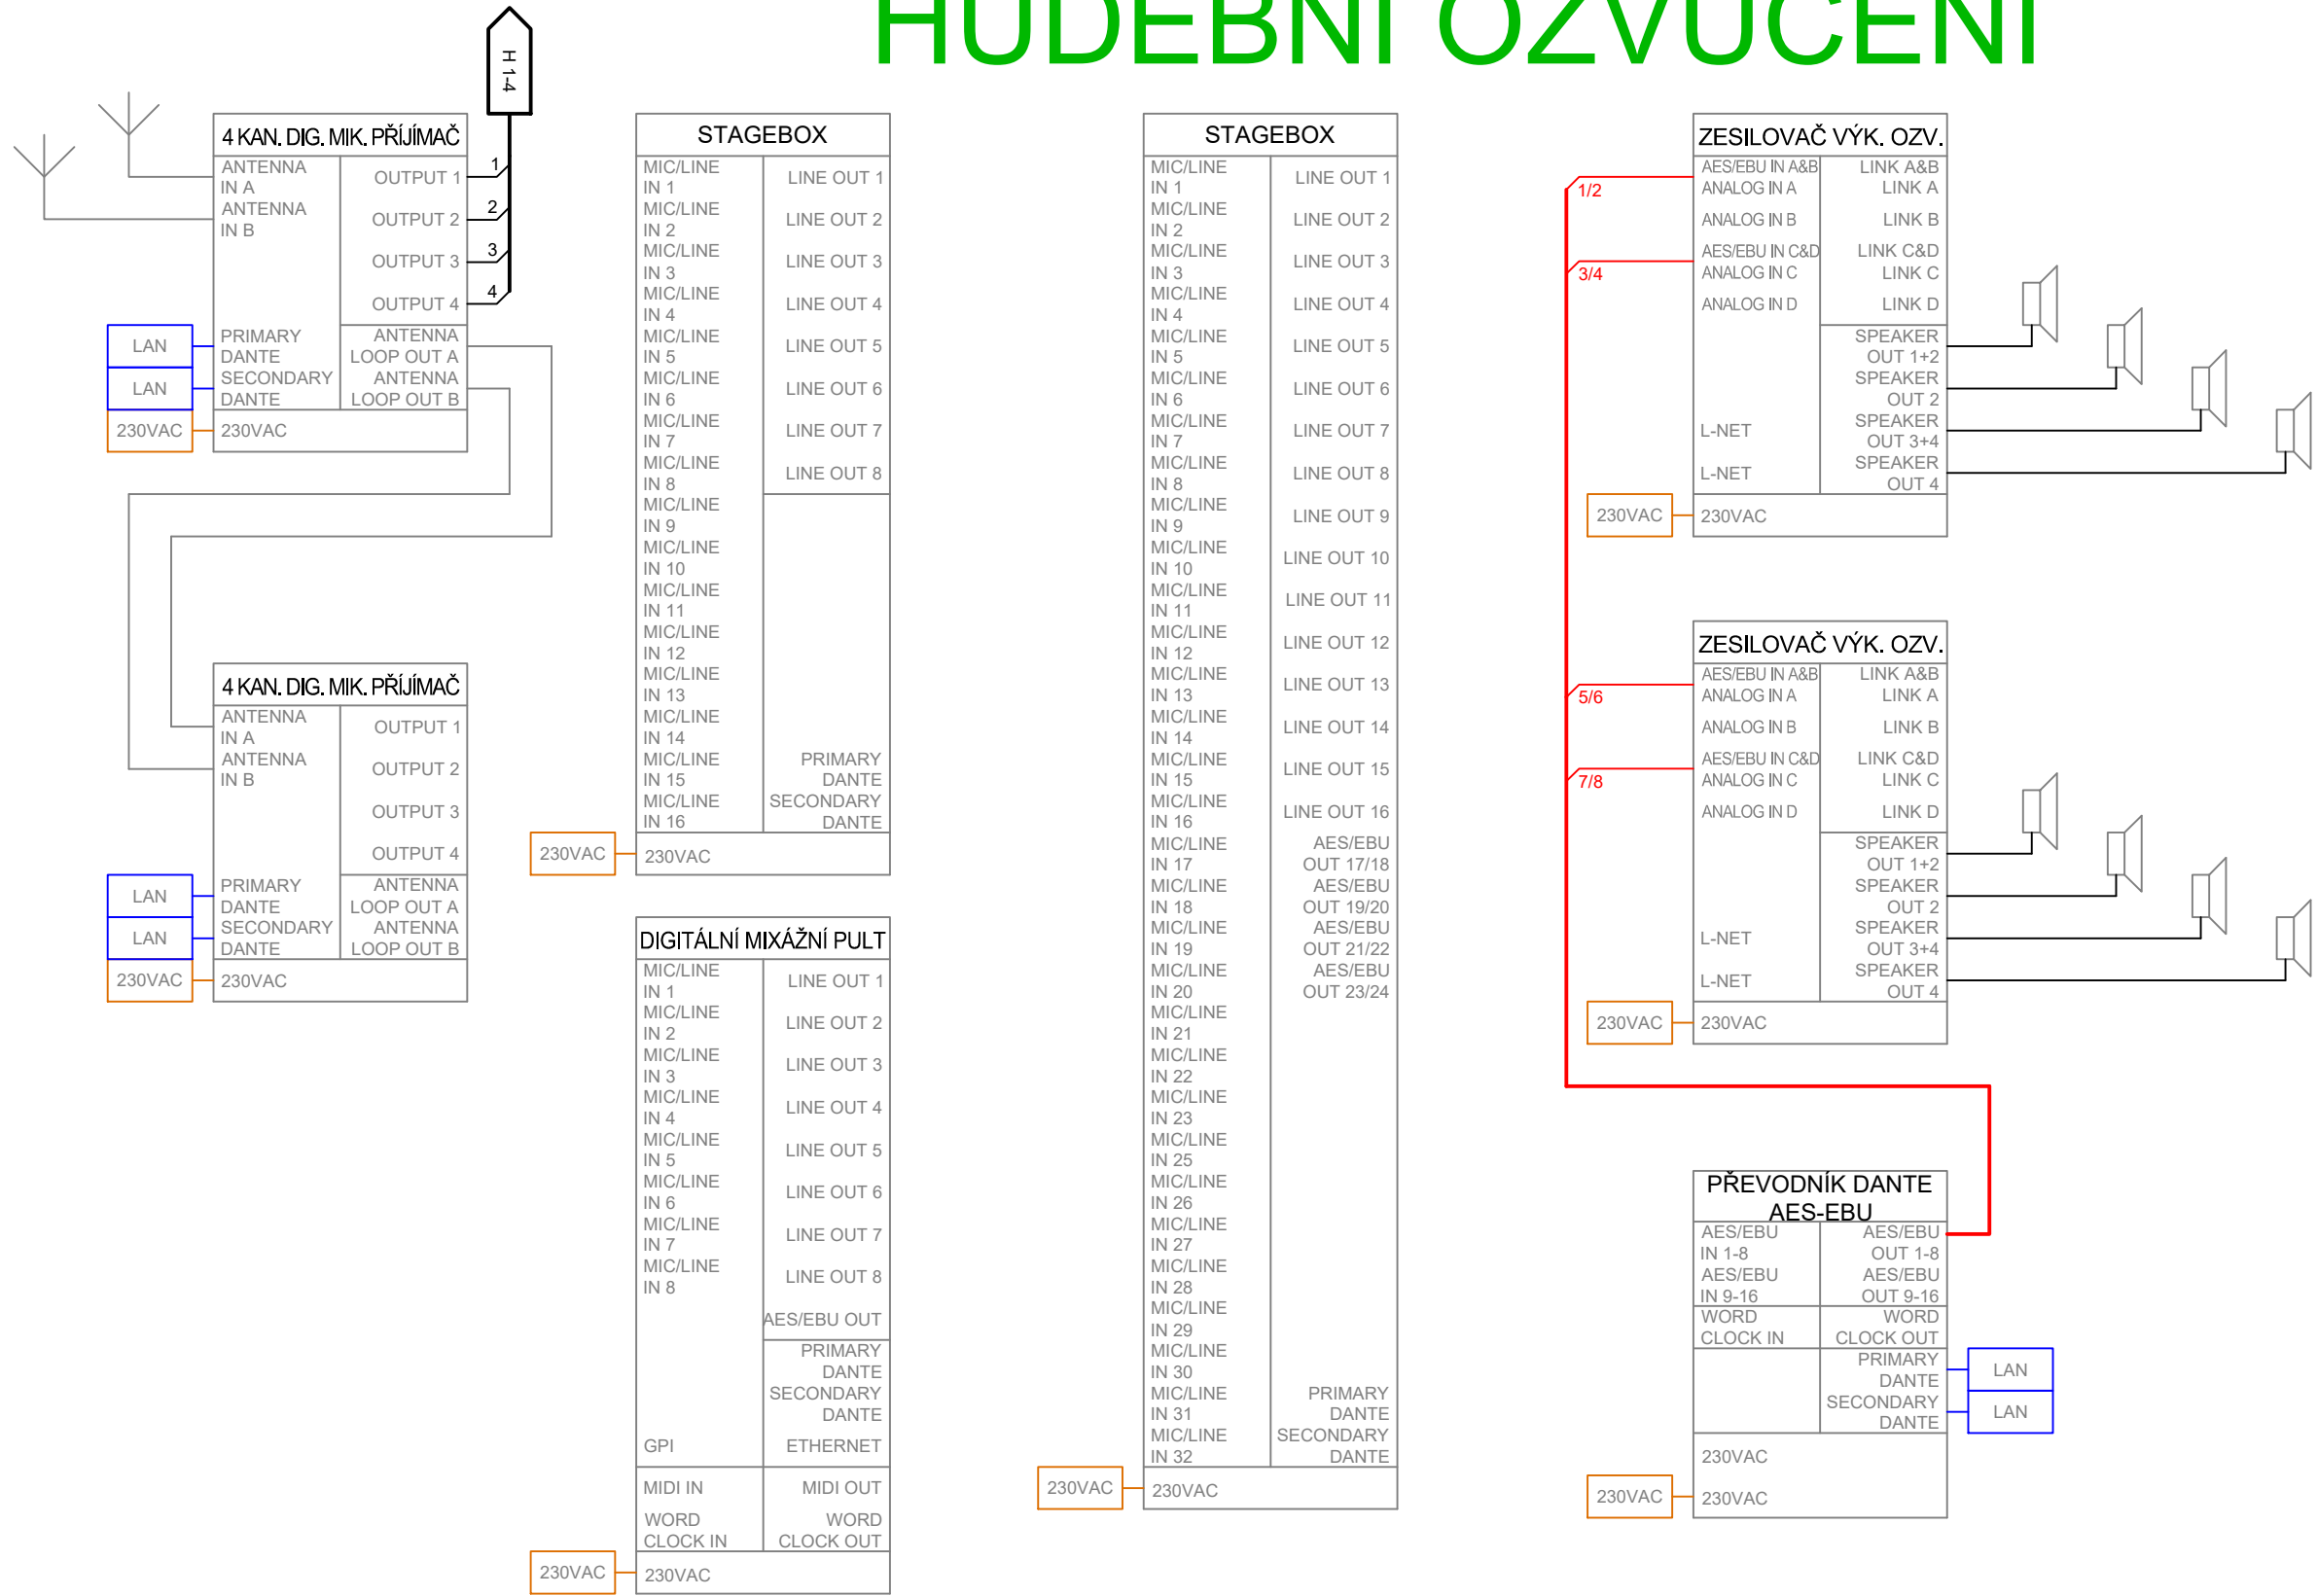 HUDEBNÍ OZVUČENÍ
H 1-4
4 KAN. DIG. MIK. PŘÍJÍMAČ
ANTENNA
IN A
ANTENNA
IN B
OUTPUT 1
OUTPUT 2
OUTPUT 3
OUTPUT 4
1
2
3
4
LAN
LAN
PRIMARY
DANTE
SECONDARY
DANTE
ANTENNA
LOOP OUT A
ANTENNA
LOOP OUT B
230VAC
230VAC
4 KAN. DIG. MIK. PŘÍJÍMAČ
ANTENNA
IN A
ANTENNA
IN B
OUTPUT 1
OUTPUT 2
OUTPUT 3
OUTPUT 4
LAN
LAN
PRIMARY
DANTE
SECONDARY
DANTE
ANTENNA
LOOP OUT A
ANTENNA
LOOP OUT B
230VAC
230VAC
STAGEBOX
MIC/LINE
IN 1
MIC/LINE
IN 2
MIC/LINE
IN 3
MIC/LINE
IN 4
MIC/LINE
IN 5
MIC/LINE
IN 6
MIC/LINE
IN 7
MIC/LINE
IN 8
MIC/LINE
IN 9
MIC/LINE
IN 10
MIC/LINE
IN 11
MIC/LINE
IN 12
MIC/LINE
IN 13
MIC/LINE
IN 14
MIC/LINE
IN 15
MIC/LINE
IN 16
LINE OUT 1
LINE OUT 2
LINE OUT 3
LINE OUT 4
LINE OUT 5
LINE OUT 6
LINE OUT 7
LINE OUT 8
PRIMARY
DANTE
SECONDARY
DANTE
230VAC
230VAC
DIGITÁLNÍ MIXÁŽNÍ PULT
MIC/LINE
IN 1
MIC/LINE
IN 2
MIC/LINE
IN 3
MIC/LINE
IN 4
MIC/LINE
IN 5
MIC/LINE
IN 6
MIC/LINE
IN 7
MIC/LINE
IN 8
LINE OUT 1
LINE OUT 2
LINE OUT 3
LINE OUT 4
LINE OUT 5
LINE OUT 6
LINE OUT 7
LINE OUT 8
AES/EBU OUT
PRIMARY
DANTE
SECONDARY
DANTE
GPI
ETHERNET
MIDI IN
MIDI OUT
WORD
CLOCK IN
WORD
CLOCK OUT
230VAC
230VAC
STAGEBOX
MIC/LINE
IN 1
MIC/LINE
IN 2
MIC/LINE
IN 3
MIC/LINE
IN 4
MIC/LINE
IN 5
MIC/LINE
IN 6
MIC/LINE
IN 7
MIC/LINE
IN 8
MIC/LINE
IN 9
MIC/LINE
IN 10
MIC/LINE
IN 11
MIC/LINE
IN 12
MIC/LINE
IN 13
MIC/LINE
IN 14
MIC/LINE
IN 15
MIC/LINE
IN 16
MIC/LINE
IN 17
MIC/LINE
IN 18
MIC/LINE
IN 19
MIC/LINE
IN 20
MIC/LINE
IN 21
MIC/LINE
IN 22
MIC/LINE
IN 23
MIC/LINE
IN 25
MIC/LINE
IN 26
MIC/LINE
IN 27
MIC/LINE
IN 28
MIC/LINE
IN 29
MIC/LINE
IN 30
MIC/LINE
IN 31
MIC/LINE
IN 32
LINE OUT 1
LINE OUT 2
LINE OUT 3
LINE OUT 4
LINE OUT 5
LINE OUT 6
LINE OUT 7
LINE OUT 8
LINE OUT 9
LINE OUT 10
LINE OUT 11
LINE OUT 12
LINE OUT 13
LINE OUT 14
LINE OUT 15
LINE OUT 16
AES/EBU
OUT 17/18
AES/EBU
OUT 19/20
AES/EBU
OUT 21/22
AES/EBU
OUT 23/24
PRIMARY
DANTE
SECONDARY
DANTE
230VAC
230VAC
ZESILOVAČ VÝK. OZV.
1/2
3/4
AES/EBU IN A&B
ANALOG IN A
ANALOG IN B
AES/EBU IN C&D
ANALOG IN C
ANALOG IN D
LINK A&B
LINK A
LINK B
LINK C&D
LINK C
LINK D
SPEAKER
OUT 1+2
SPEAKER
OUT 2
SPEAKER
OUT 3+4
SPEAKER
OUT 4
L-NET
L-NET
230VAC
230VAC
ZESILOVAČ VÝK. OZV.
5/6
7/8
AES/EBU IN A&B
ANALOG IN A
ANALOG IN B
AES/EBU IN C&D
ANALOG IN C
ANALOG IN D
LINK A&B
LINK A
LINK B
LINK C&D
LINK C
LINK D
SPEAKER
OUT 1+2
SPEAKER
OUT 2
SPEAKER
OUT 3+4
SPEAKER
OUT 4
L-NET
L-NET
230VAC
230VAC
PŘEVODNÍK DANTE
AES-EBU
AES/EBU
IN 1-8
AES/EBU
IN 9-16
AES/EBU
OUT 1-8
AES/EBU
OUT 9-16
WORD
CLOCK IN
WORD
CLOCK OUT
PRIMARY
DANTE
SECONDARY
DANTE
LAN
LAN
230VAC
230VAC
230VAC